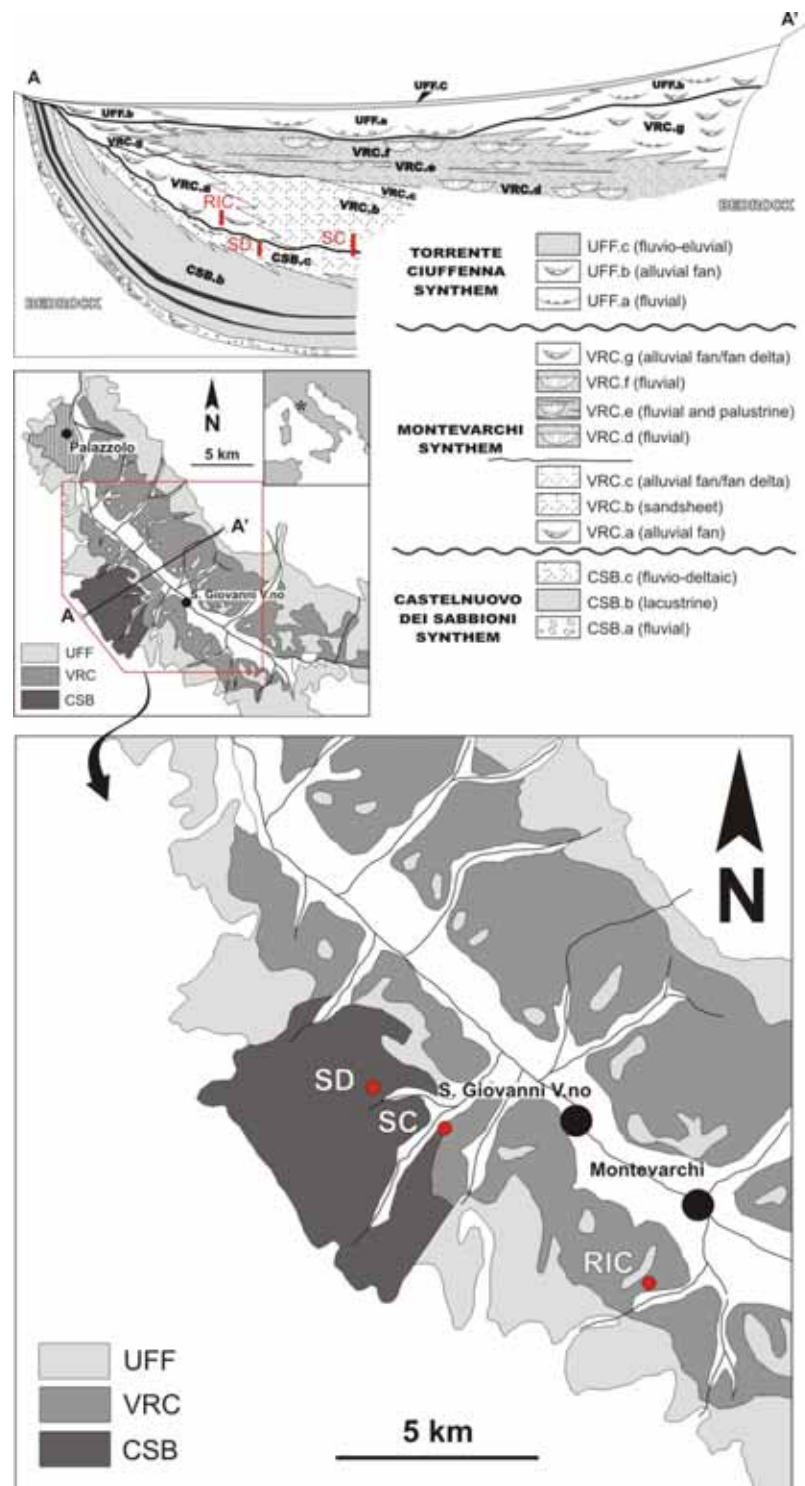 A
A'
UFF.c
UFF.b
UFF.a
UFF.b
VRC.g
VRC.g
VRC.f
VRC.e
VRC.c
VRC.d
VRC.a
VRC.b
RIC
SD
SC
CSB.c
CSB.b
BEDROCK
BEDROCK
TORRENTE
CIUFFENNA
SYNTHEM
UFF.c (fluvio-eluvial)
UFF.b (alluvial fan)
UFF.a (fluvial)
MONTEVARCHI
SYNTHEM
VRC.g (alluvial fan/fan delta)
VRC.f (fluvial)
VRC.e (fluvial and palustrine)
VRC.d (fluvial)
VRC.c (alluvial fan/fan delta)
VRC.b (sandsheet)
VRC.a (alluvial fan)
CASTELNUOVO
DEI SABBIONI
SYNTHEM
CSB.c (fluvio-deltaic)
CSB.b (lacustrine)
CSB.a (fluvial)
N
5 km
*
Palazzolo
A'
S. Giovanni V.no
A
UFF
VRC
CSB
N
SD
S. Giovanni V.no
SC
Montevarchi
RIC
UFF
VRC
CSB
5 km